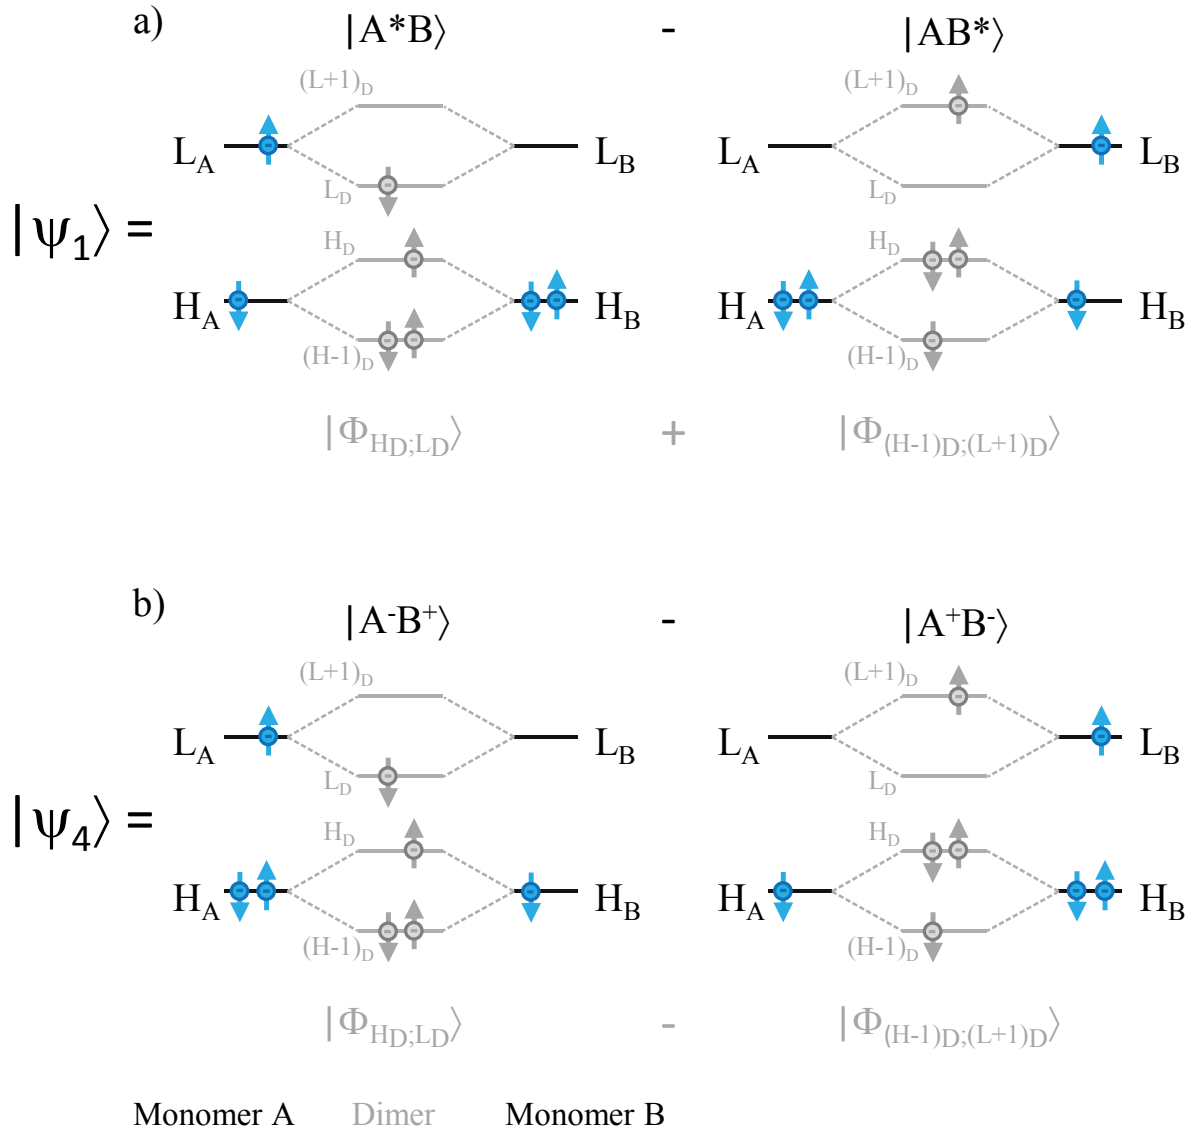 a)
|A*B⟩ - |AB*⟩
(L+1)D (L+1)D
LA LB LA LB
LD LD
|ψ1⟩ =
HD HD
HA HB HA HB
(H-1)D (H-1)D
|ΦHD;LD⟩ + |Φ(H-1)D;(L+1)D⟩
b)
|A-B+⟩ - |A+B-⟩
(L+1)D (L+1)D
LA LB LA LB
LD LD
|ψ4⟩ =
HD HD
HA HB HA HB
(H-1)D (H-1)D
|ΦHD;LD⟩ - |Φ(H-1)D;(L+1)D⟩
Monomer A Dimer Monomer B